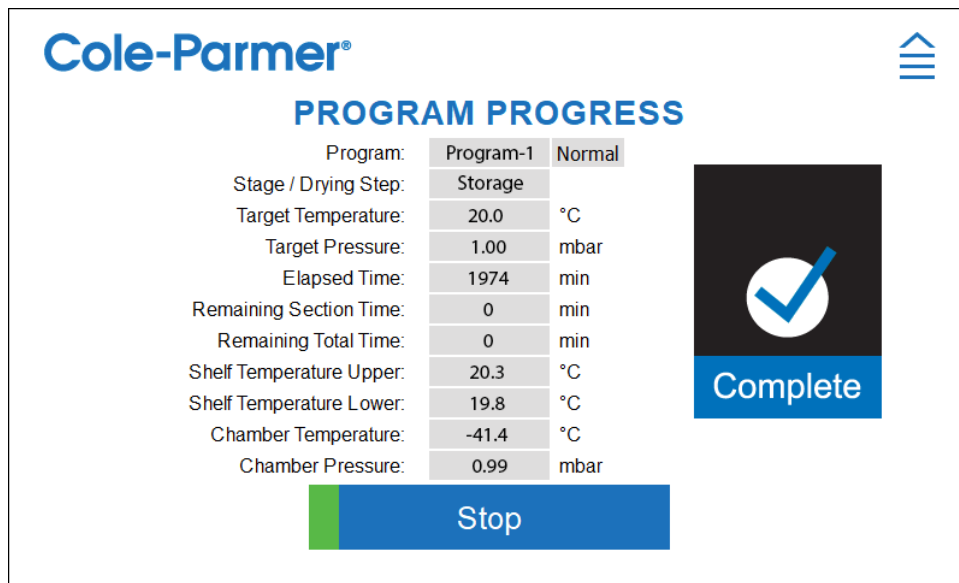 Cole-Parmer®
PROGRAM PROGRESS
Program: Program-1 Normal
Stage / Drying Step: Storage
Target Temperature: 20.0 °C
Target Pressure: 1.00 mbar
Elapsed Time: 1974 min
Remaining Section Time: 0 min
Remaining Total Time: 0 min
Shelf Temperature Upper: 20.3 °C
Shelf Temperature Lower: 19.8 °C
Chamber Temperature: -41.4 °C
Chamber Pressure: 0.99 mbar
Complete
Stop